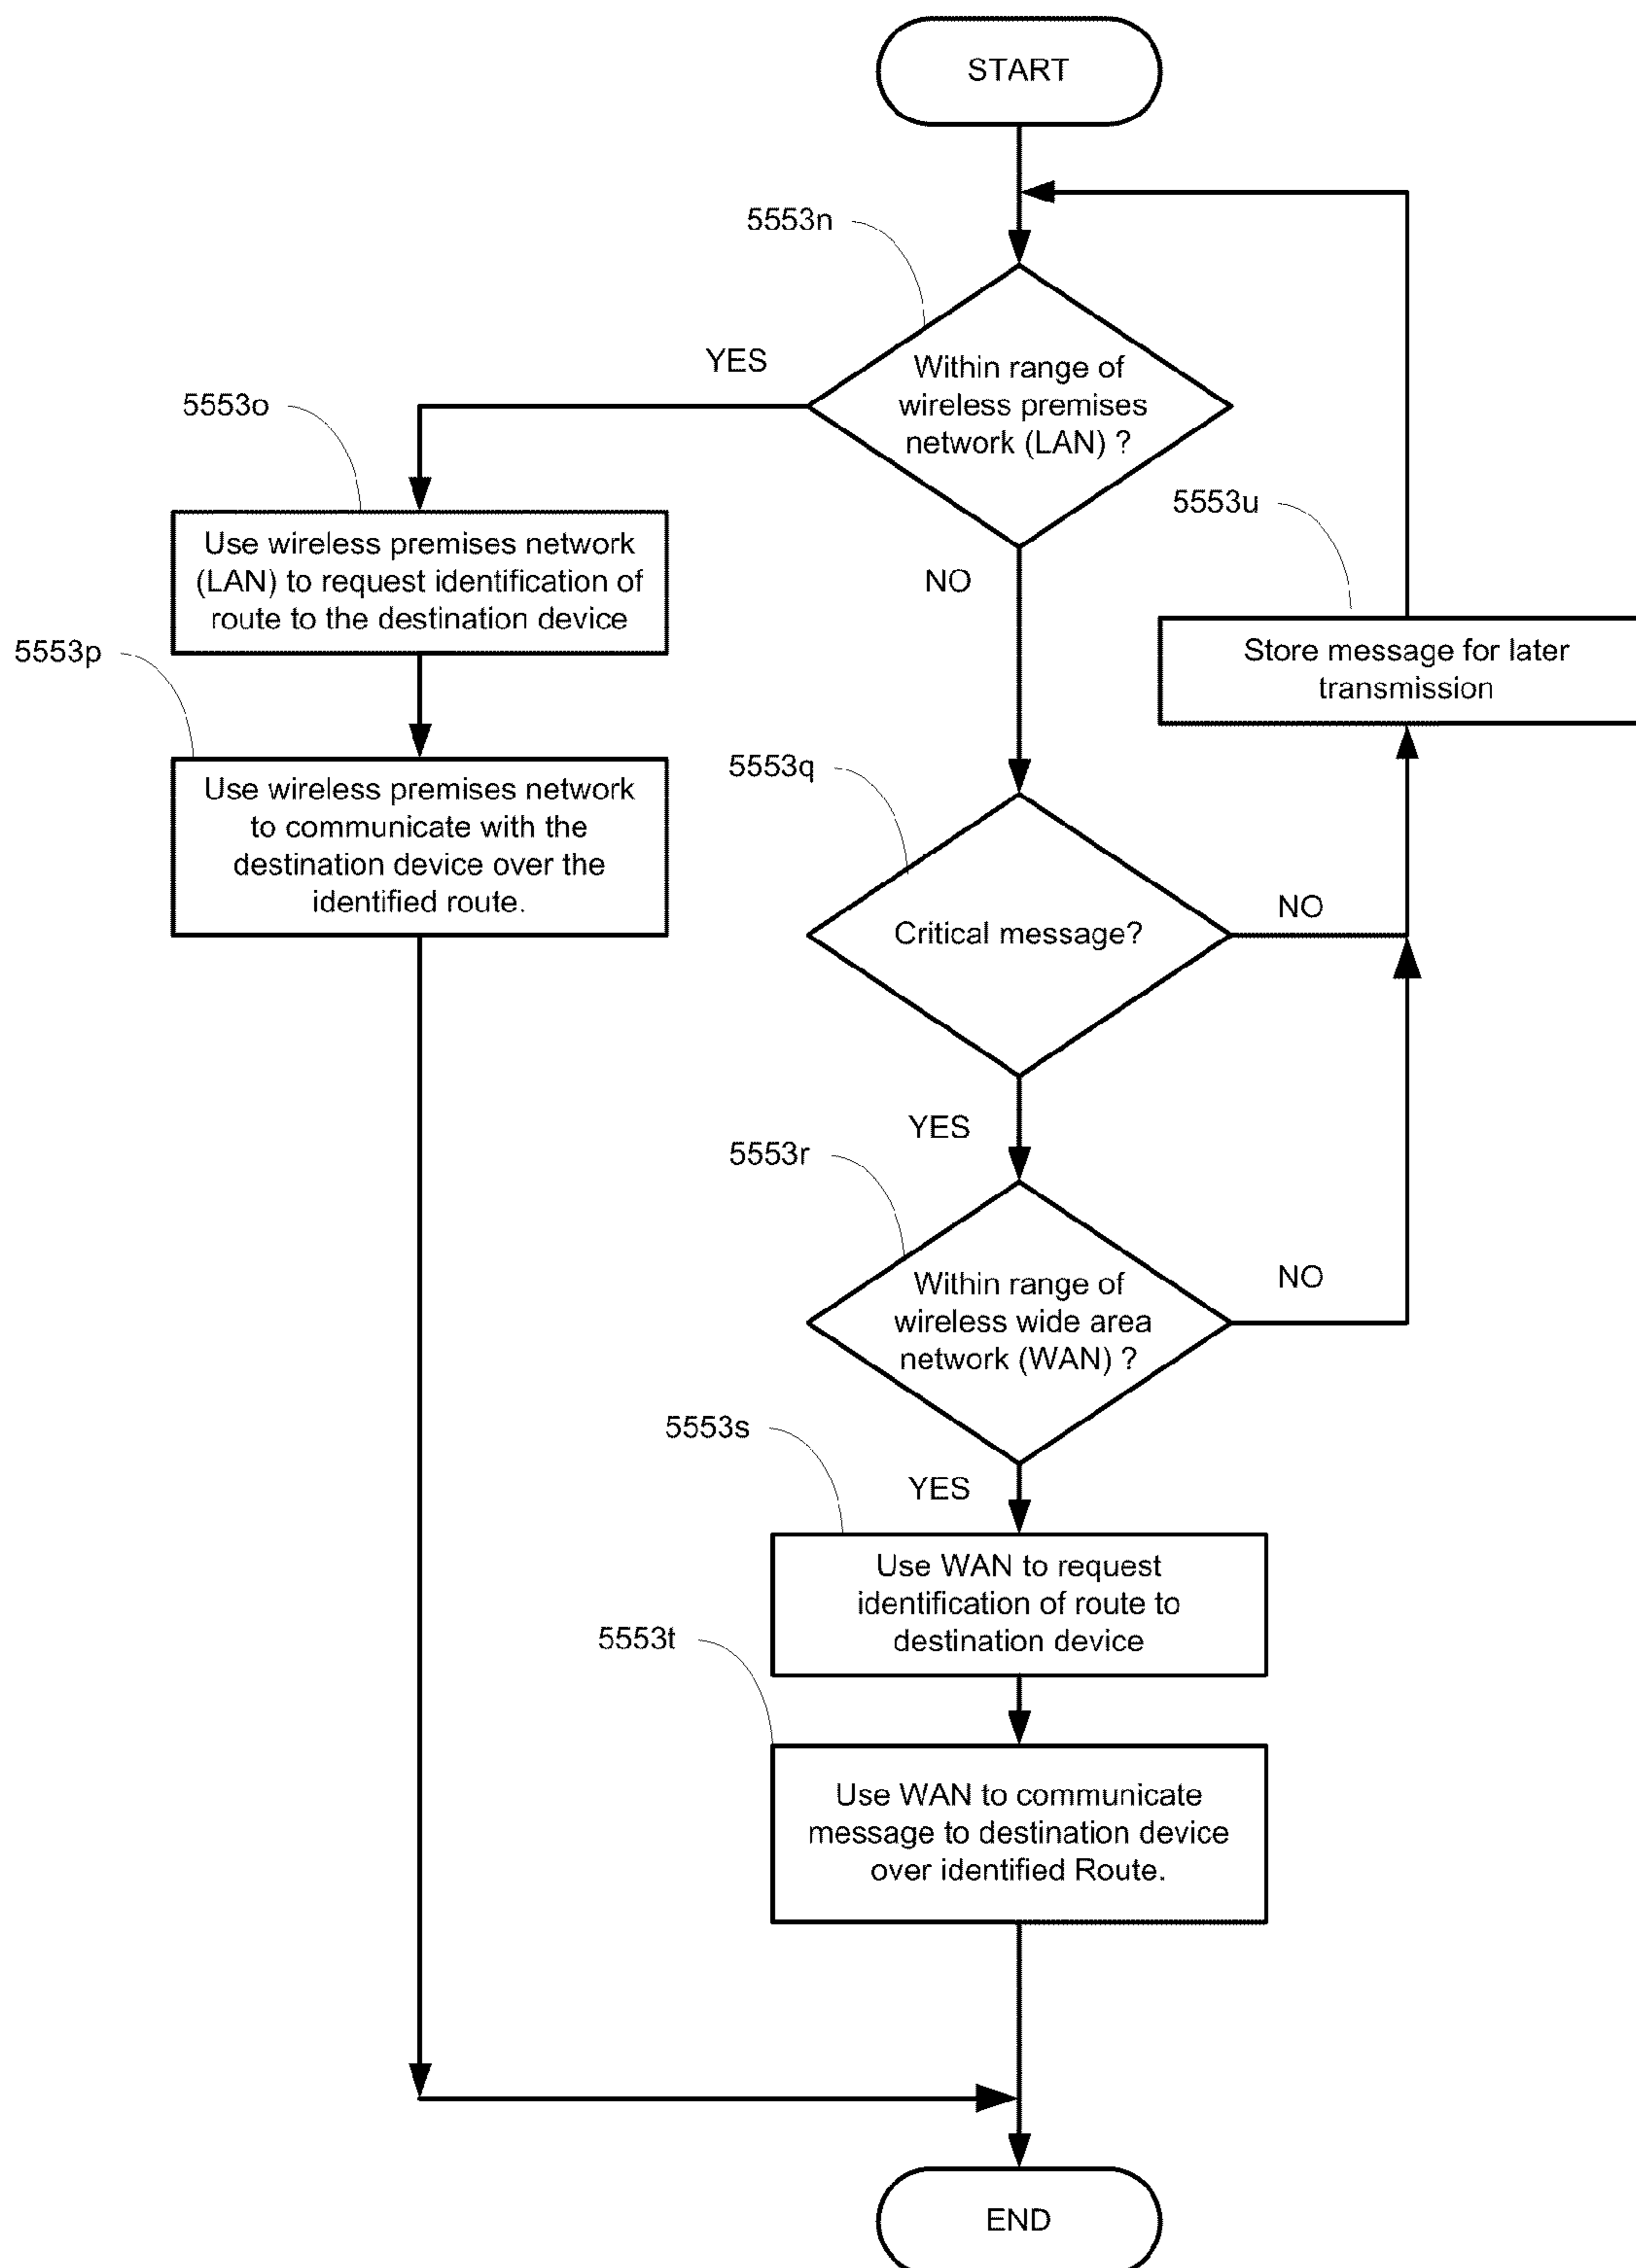 START
5553n
Within range of
wireless premises
network (LAN) ?
YES
5553o
Use wireless premises network
(LAN) to request identification of
route to the destination device
5553p
Use wireless premises network
to communicate with the
destination device over the
identified route.
NO
5553u
Store message for later
transmission
5553q
Critical message?
NO
YES
5553r
Within range of
wireless wide area
network (WAN) ?
NO
YES
5553s
Use WAN to request
identification of route to
destination device
5553t
Use WAN to communicate
message to destination device
over identified Route.
END